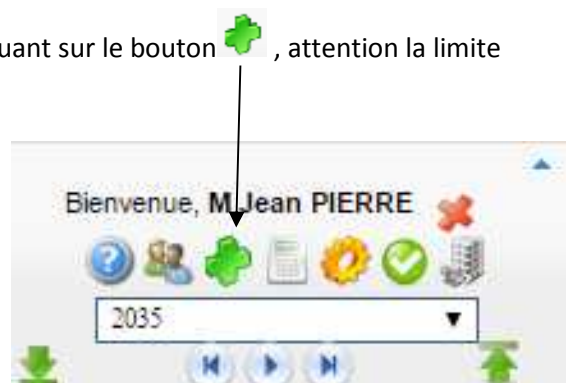 uant sur le bouton , attention la limite
Bienvenue, M Jean PIERRE
2035